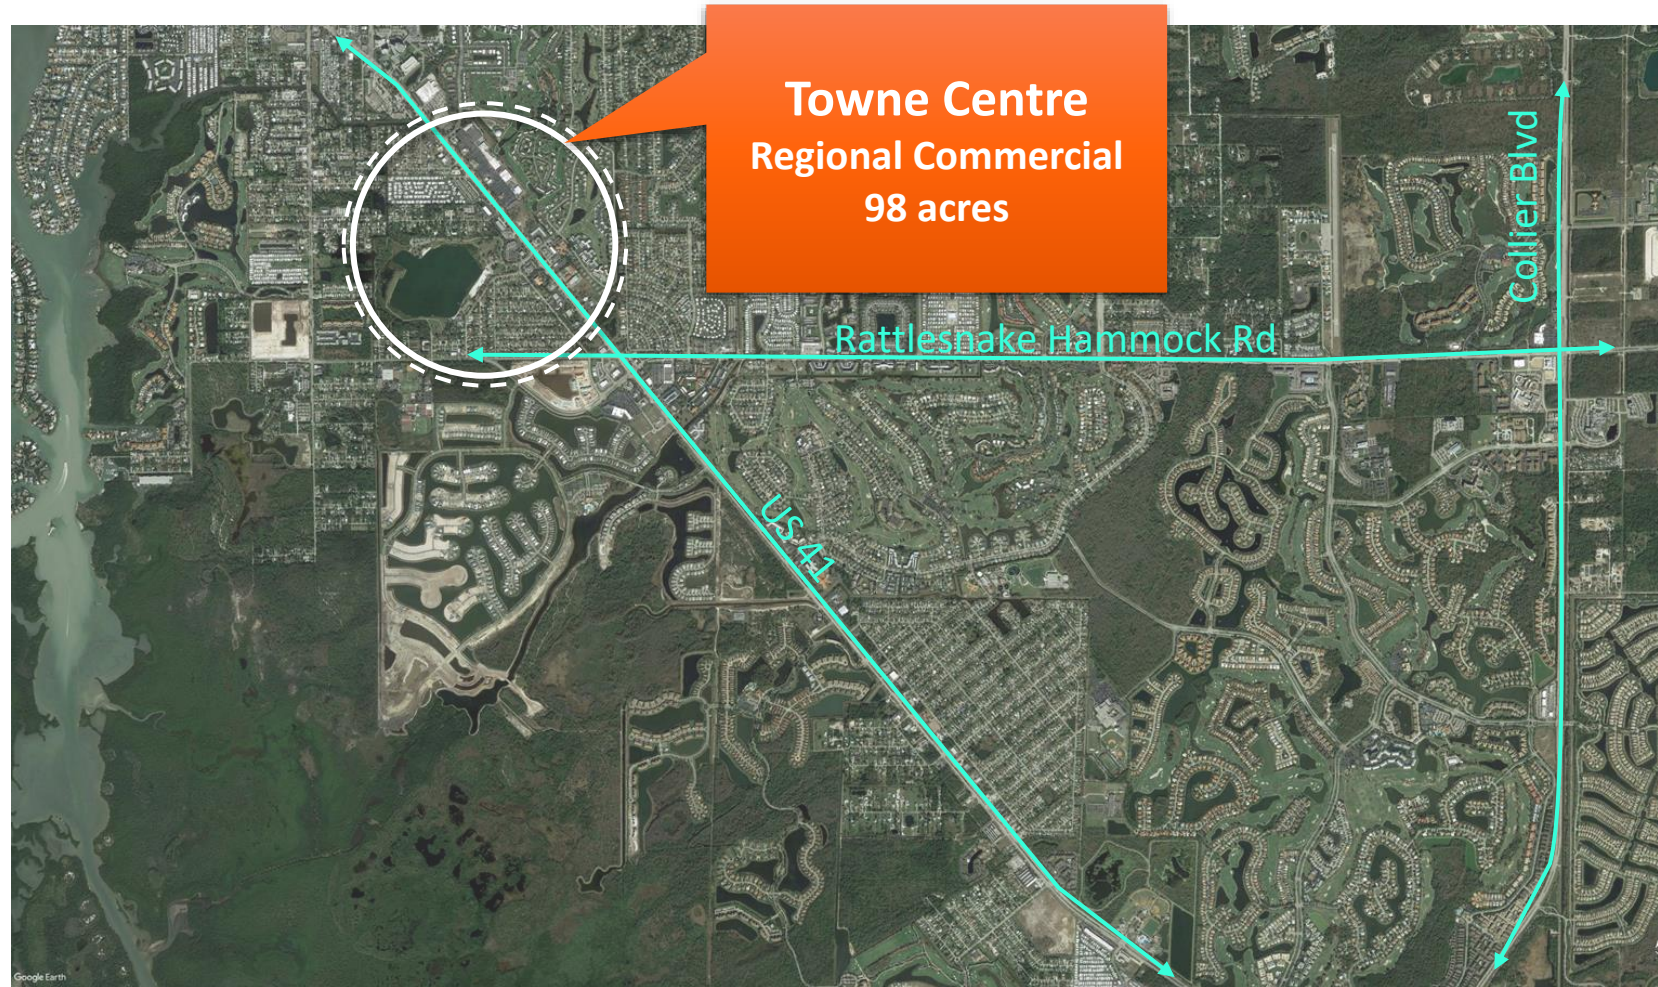 Towne Centre
Regional Commercial
98 acres
Collier Blvd
Rattlesnake Hammock Rd
US 41
Google Earth